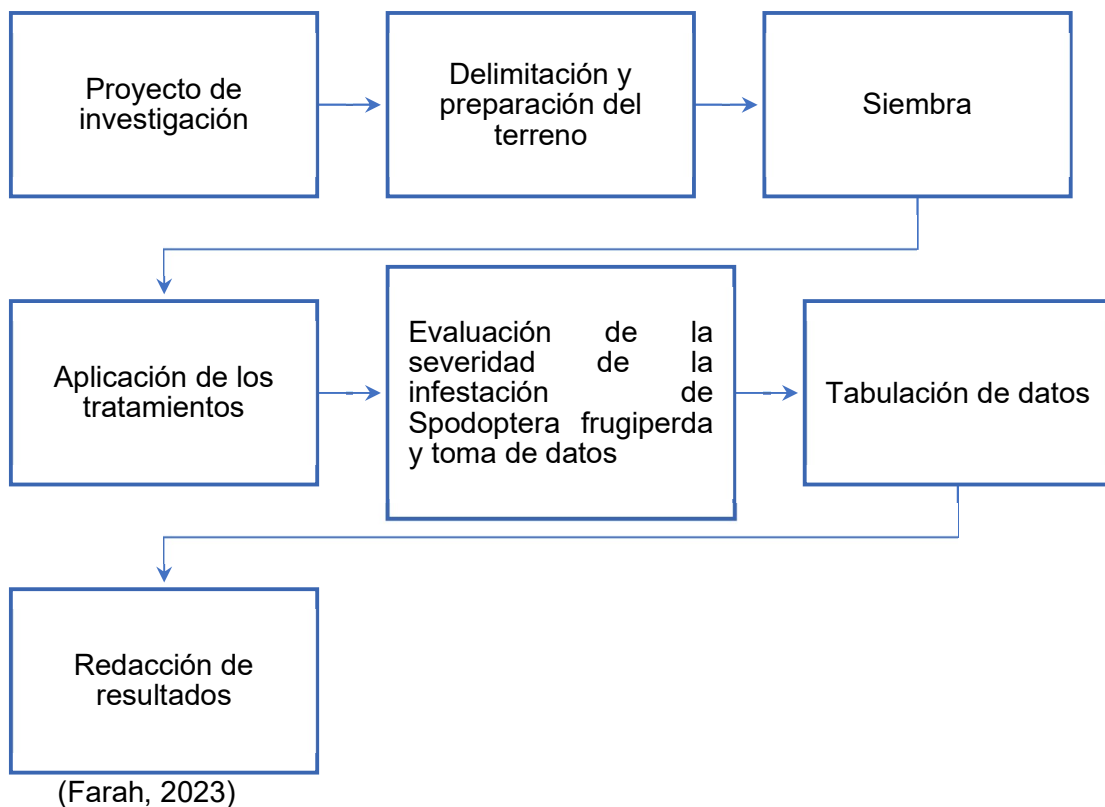 Proyecto de
investigación
Delimitación y
preparación del
terreno
Siembra
Aplicación de los
tratamientos
Evaluación de la
severidad de la
infestación de
Spodoptera frugiperda
y toma de datos
Tabulación de datos
Redacción de
resultados
(Farah, 2023)